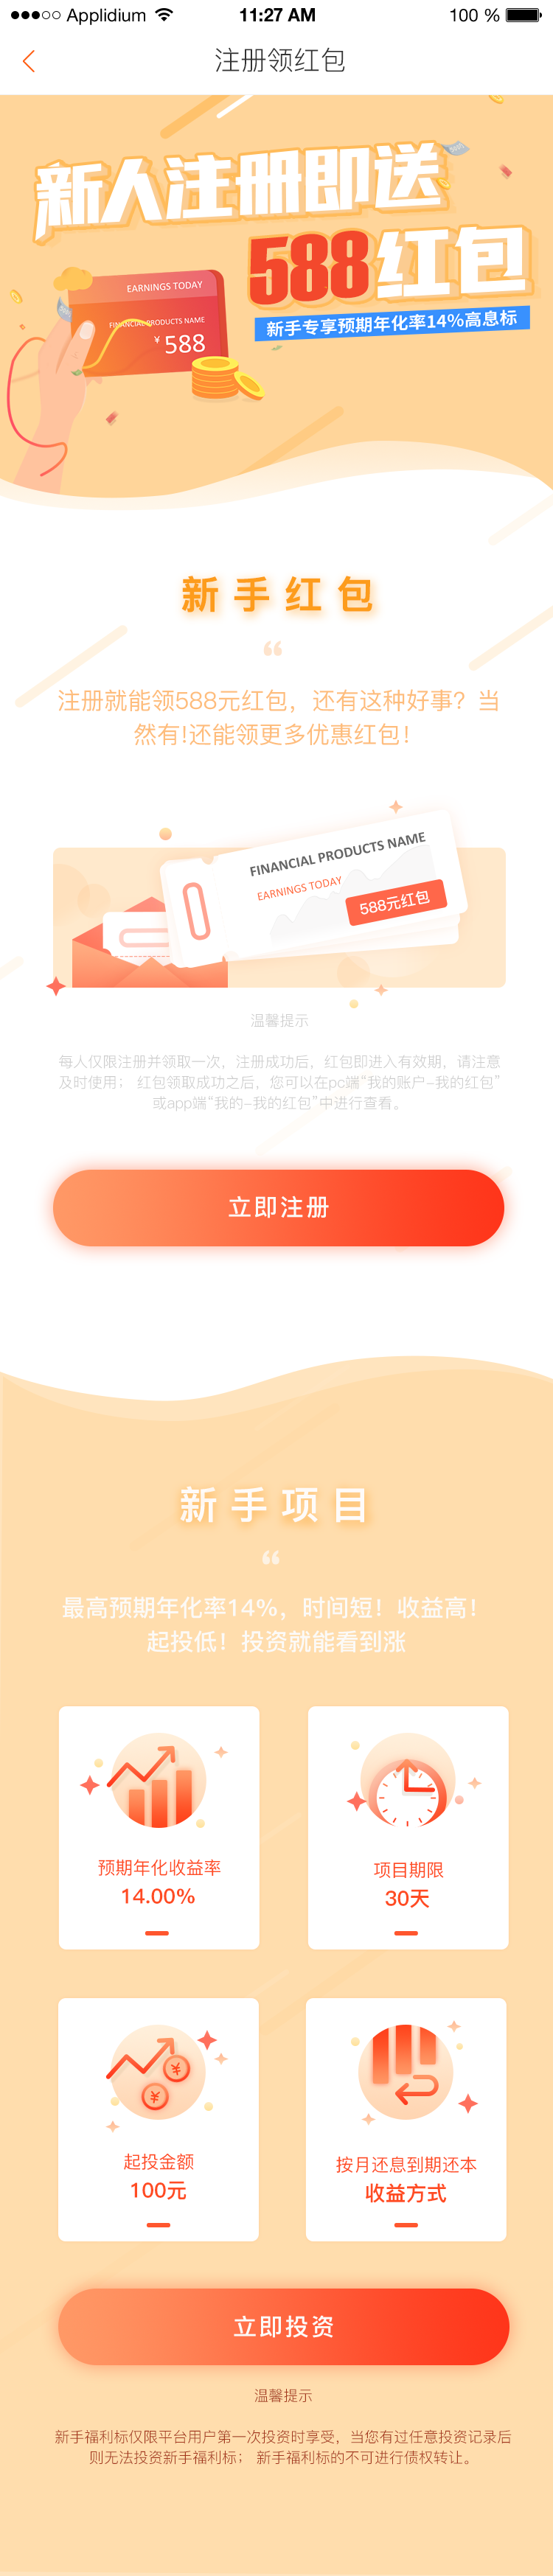 Applidium
11:27 AM
100 %
注册领红包
新人注册即送
588红包
新手专享预期年化率14%高息标
EARNINGS TODAY
FINANCIAL PRODUCTS NAME
¥ 588
新手红包
“
注册就能领588元红包，还有这种好事？当
然有!还能领更多优惠红包！
FINANCIAL PRODUCTS NAME
EARNINGS TODAY
588元红包
温馨提示
每人仅限注册并领取一次，注册成功后，红包即进入有效期，请注意
及时使用； 红包领取成功之后，您可以在pc端“我的账户-我的红包”
或app端“我的-我的红包”中进行查看。
立即注册
新手项目
“
最高预期年化率14%，时间短！收益高！
起投低！投资就能看到涨
预期年化收益率
14.00%
项目期限
30天
¥
¥
起投金额
100元
按月还息到期还本
收益方式
立即投资
温馨提示
新手福利标仅限平台用户第一次投资时享受，当您有过任意投资记录后
则无法投资新手福利标； 新手福利标的不可进行债权转让。